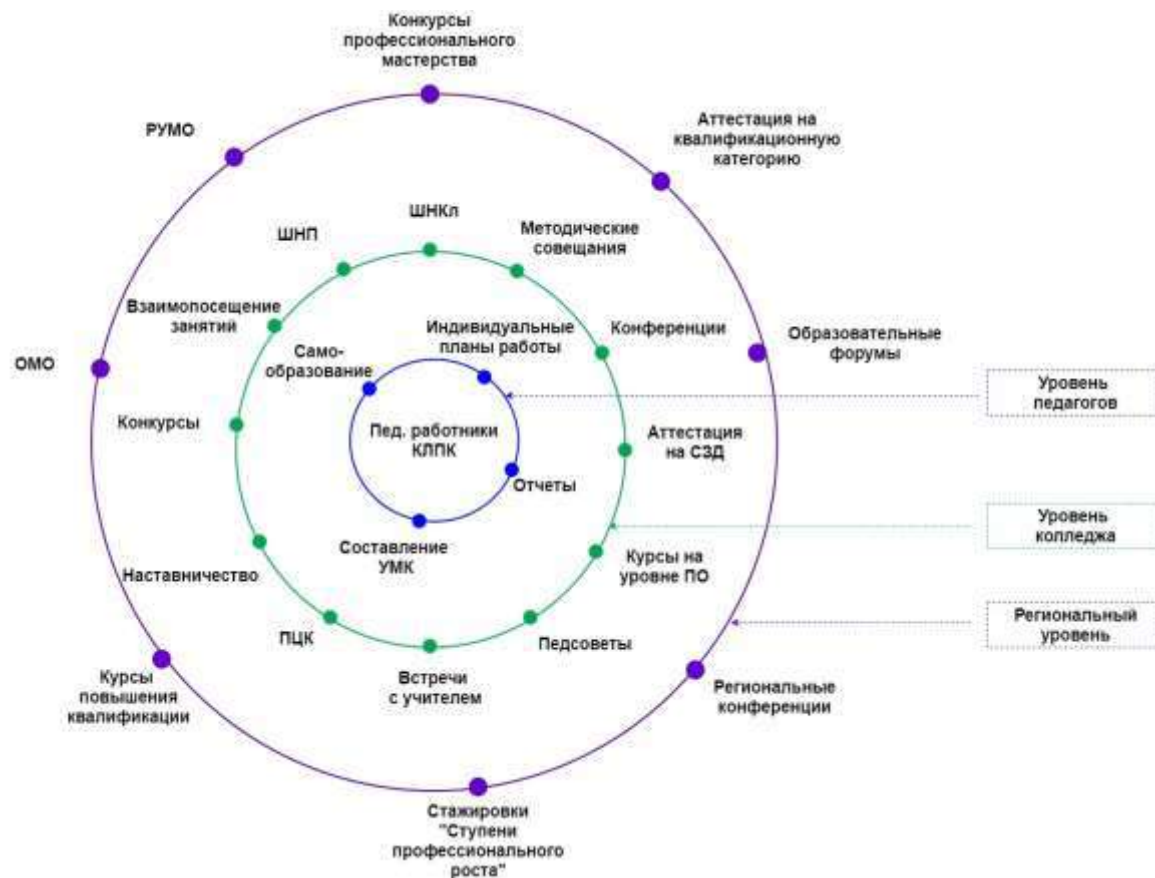 Конкурсы
профессионального
мастерства
РУМО
Аттестация на
квалификационную
категорию
ШНКл
ШНП
Методические
совещания
Взаимопосещение
занятий
Индивидуальные
планы работы
Конференции
Образовательные
форумы
ОМО
Само-
образование
Уровень
педагогов
Конкурсы
Пед. работники
КЛПК
Аттестация
на СЗД
Отчеты
Уровень
колледжа
Составление
УМК
Наставничество
Курсы на
уровне ПО
Региональный
уровень
ПЦК
Педсоветы
Встречи
с учителем
Курсы
повышения
квалификации
Региональные
конференции
Стажировки
"Ступени
профессионального
роста"